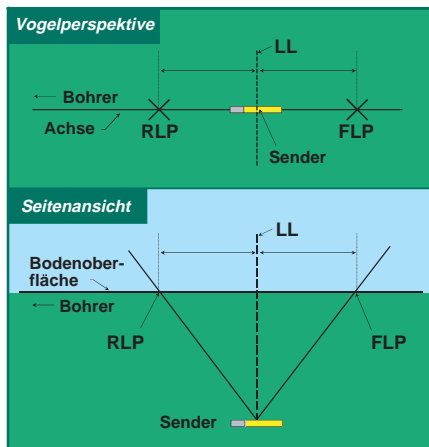 Vogelperspektive
LL
Bohrer
Achse
RLP
FLP
Sender
Seitenansicht
LL
Bodenober-
fläche
Bohrer
RLP
FLP
Sender